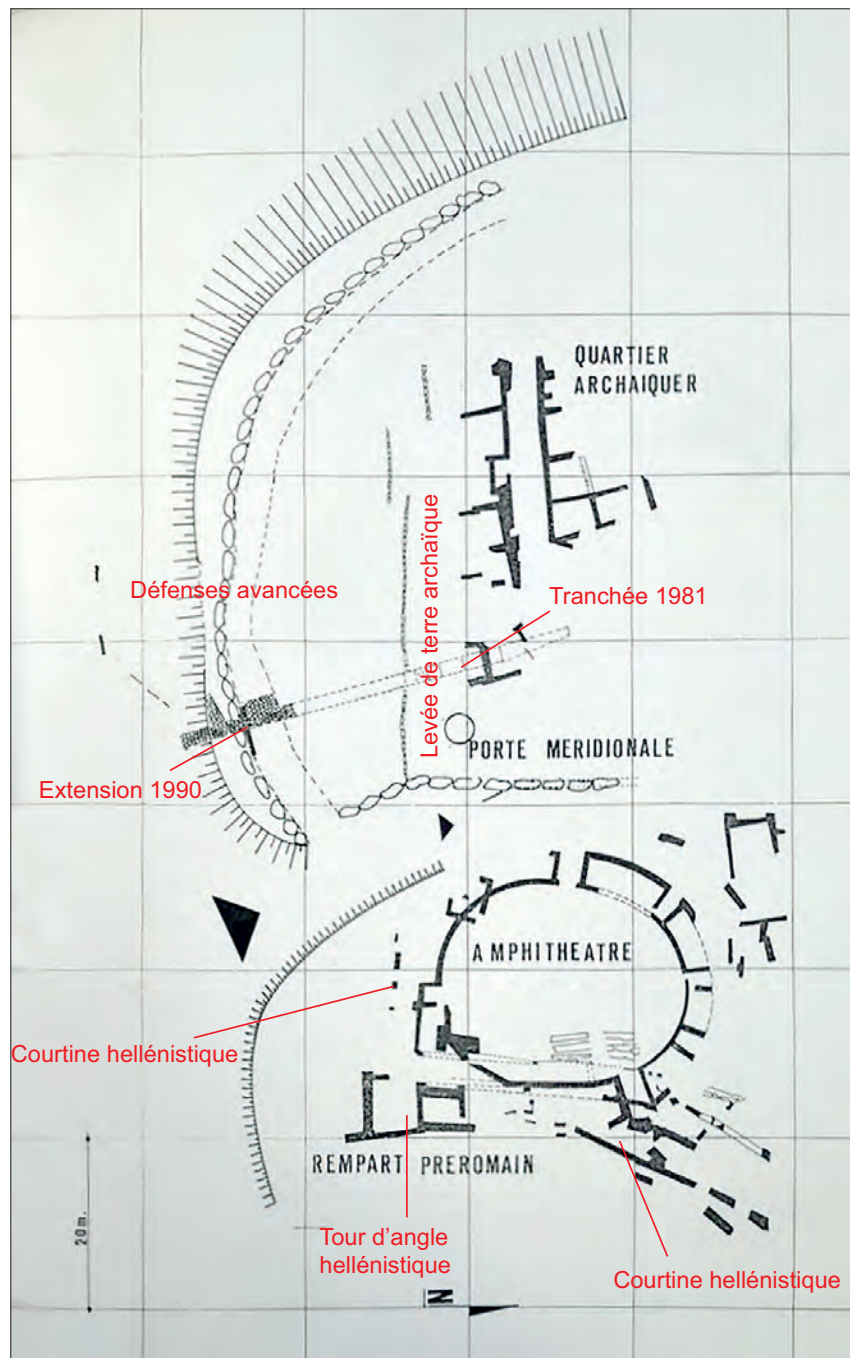 QUARTIER
ARCHAIQUER
Levée de terre archaïque
Défenses avancées
Tranchée 1981
PORTE MERIDIONALE
Extension 1990
AMPHITHEATRE
Courtine hellénistique
REMPART PREROMAIN
20m.
Tour d'angle
hellénistique
Courtine hellénistique
N